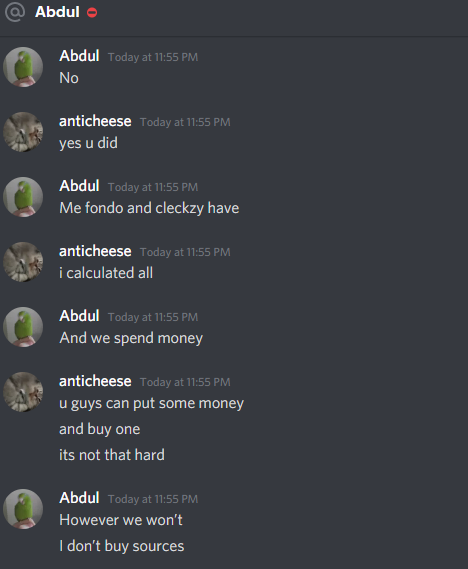 @ Abdul
Abdul Today at 11:55 PM
No
anticheese Today at 11:55 PM
yes u did
Abdul Today at 11:55 PM
Me fondo and cleckzy have
anticheese Today at 11:55 PM
i calculated all
Abdul Today at 11:55 PM
And we spend money
anticheese Today at 11:55 PM
u guys can put some money
and buy one
its not that hard
Abdul Today at 11:55 PM
However we won't
I don't buy sources